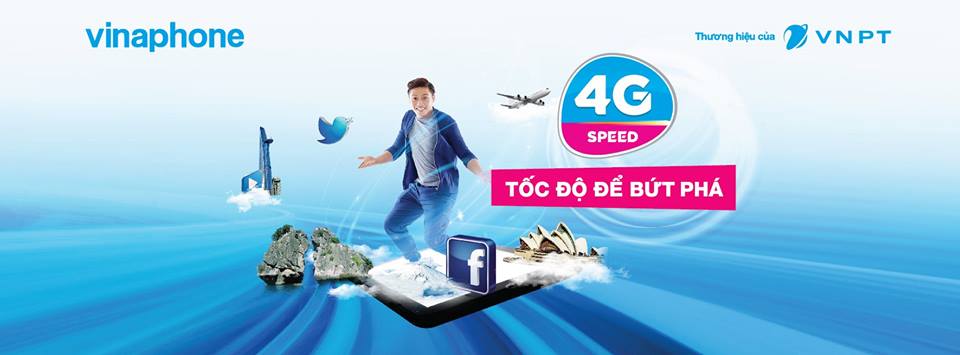 vinaphone
Thương hiệu của VNPT
4G
SPEED
TỐC ĐỘ ĐỂ BỨT PHÁ
f